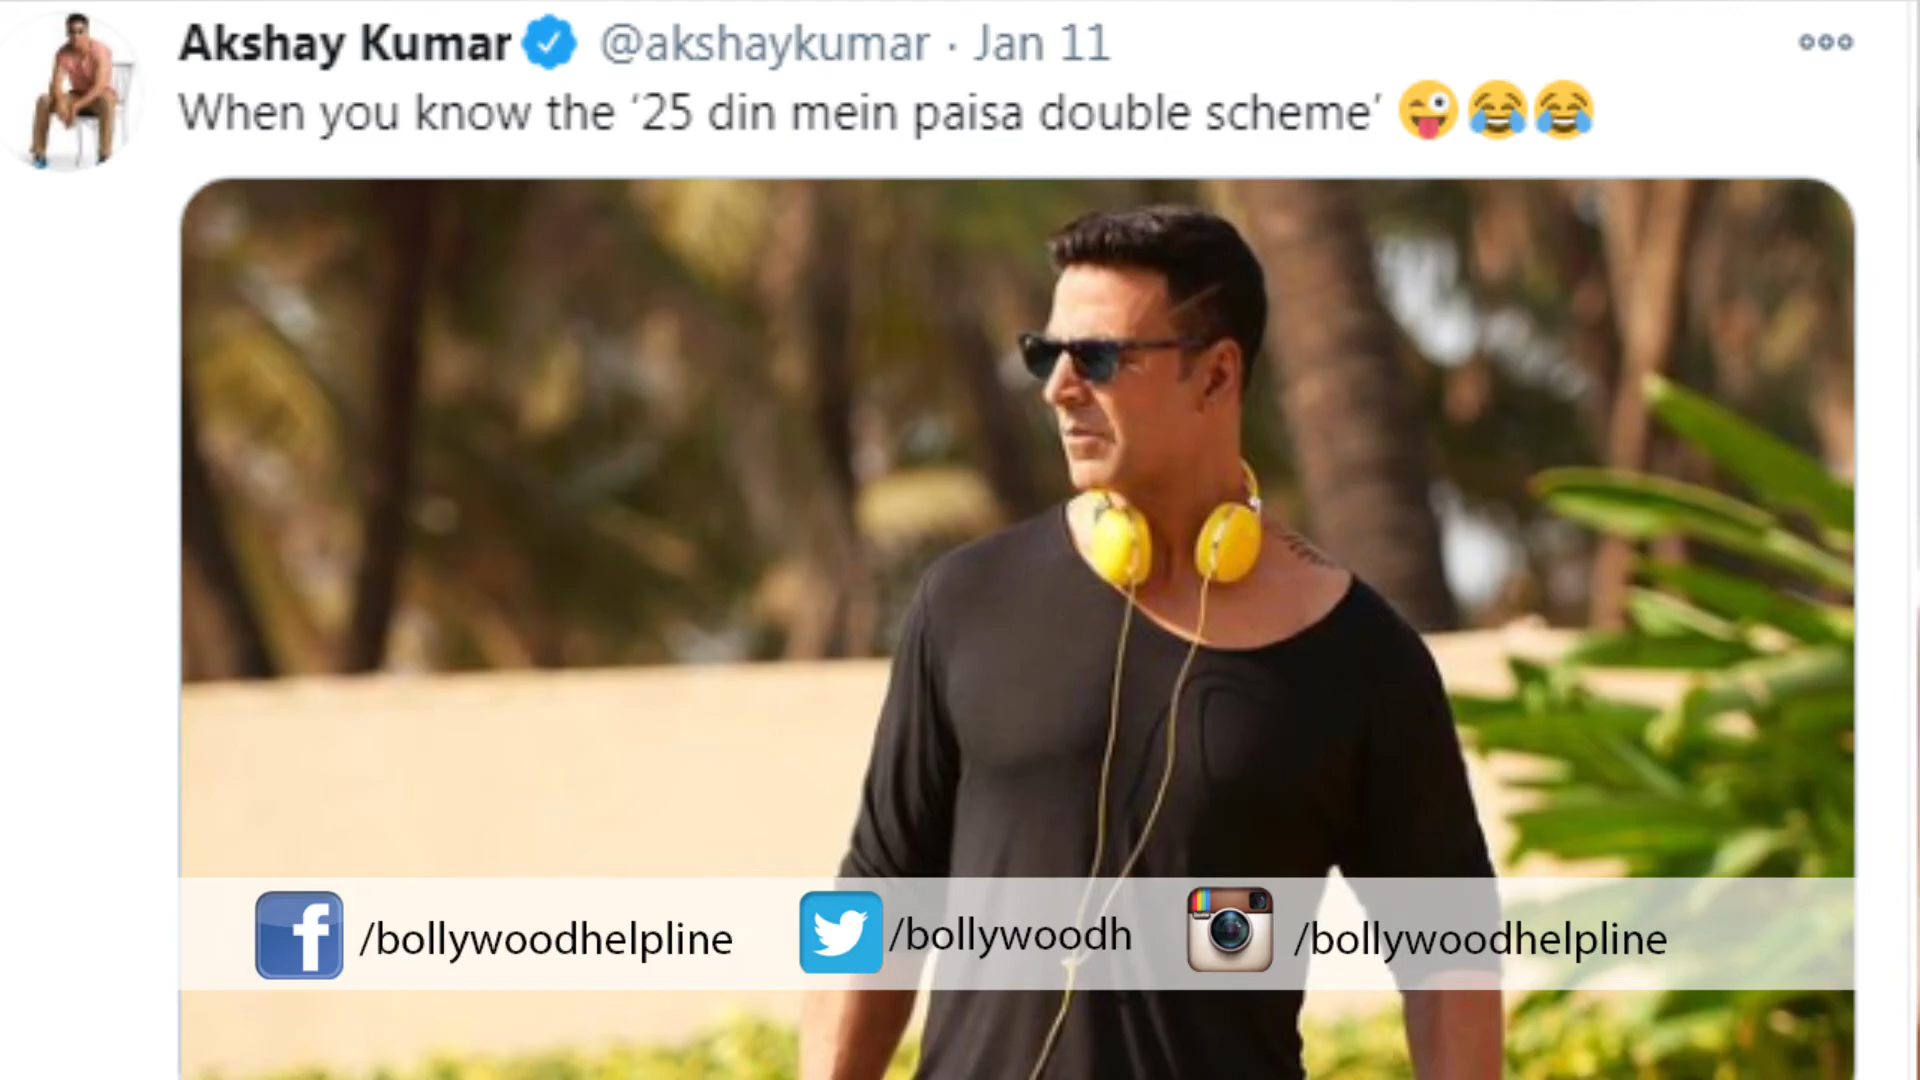 Akshay Kumar @akshaykumar · Jan 11
When you know the ‘25 din mein paisa double scheme’ 😜😂😂
/bollywoodhelpline /bollywoodh /bollywoodhelpline